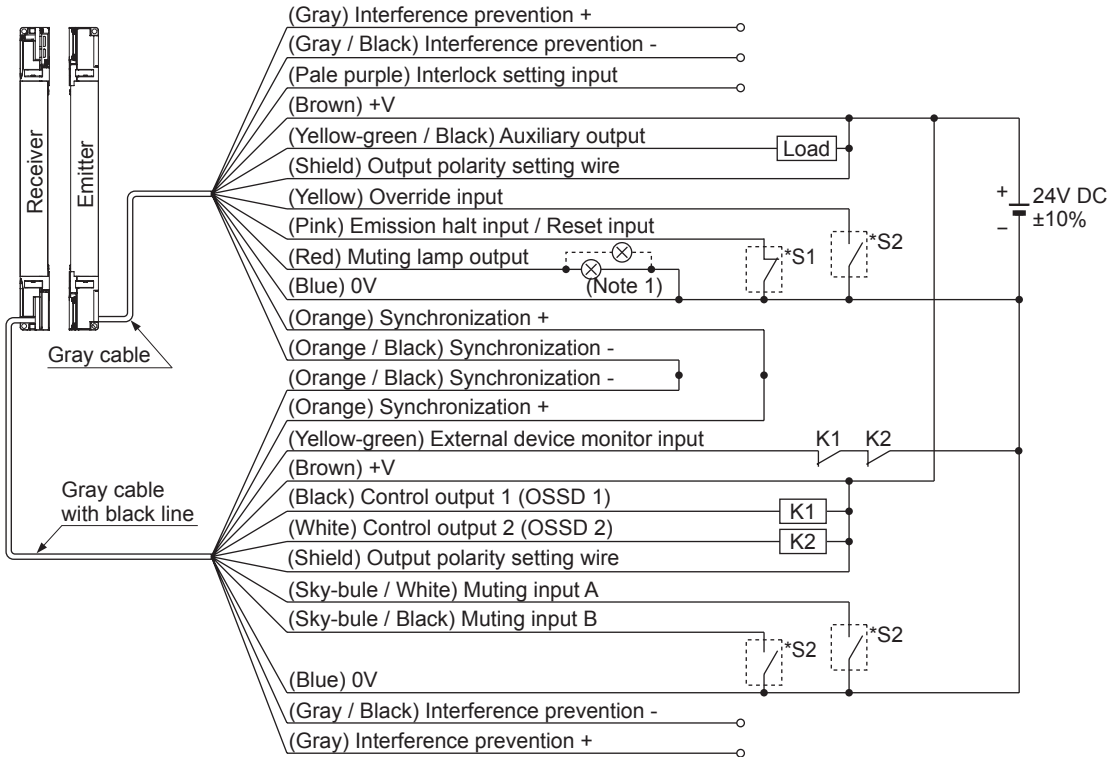 (Gray) Interference prevention +
(Gray / Black) Interference prevention -
(Pale purple) Interlock setting input
(Brown) +V
(Yellow-green / Black) Auxiliary output
Load
(Shield) Output polarity setting wire
(Yellow) Override input
+
24V DC
±10%
−
(Pink) Emission halt input / Reset input
*S1
*S2
(Red) Muting lamp output
(Note 1)
(Blue) 0V
Receiver
Emitter
(Orange) Synchronization +
(Orange / Black) Synchronization -
Gray cable
(Orange / Black) Synchronization -
(Orange) Synchronization +
(Yellow-green) External device monitor input
K1
K2
(Brown) +V
Gray cable
with black line
(Black) Control output 1 (OSSD 1)
K1
(White) Control output 2 (OSSD 2)
K2
(Shield) Output polarity setting wire
(Sky-bule / White) Muting input A
(Sky-bule / Black) Muting input B
*S2
*S2
(Blue) 0V
(Gray / Black) Interference prevention -
(Gray) Interference prevention +